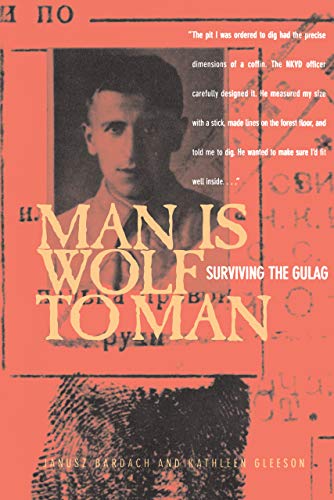 И ПО
"The pit I was ordered to dig had the precise
dimensions of a coffin. The NKVD officer
carefully designed it. He measured my size
with a stick, made lines on the forest floor, and
told me to dig. He wanted to make sure I'd fit
well inside...."
MAN IS
WOLF
TO MAN
SURVIVING THE GULAG
руки
JANUSZ BARDACH AND KATHLEEN GLEESON